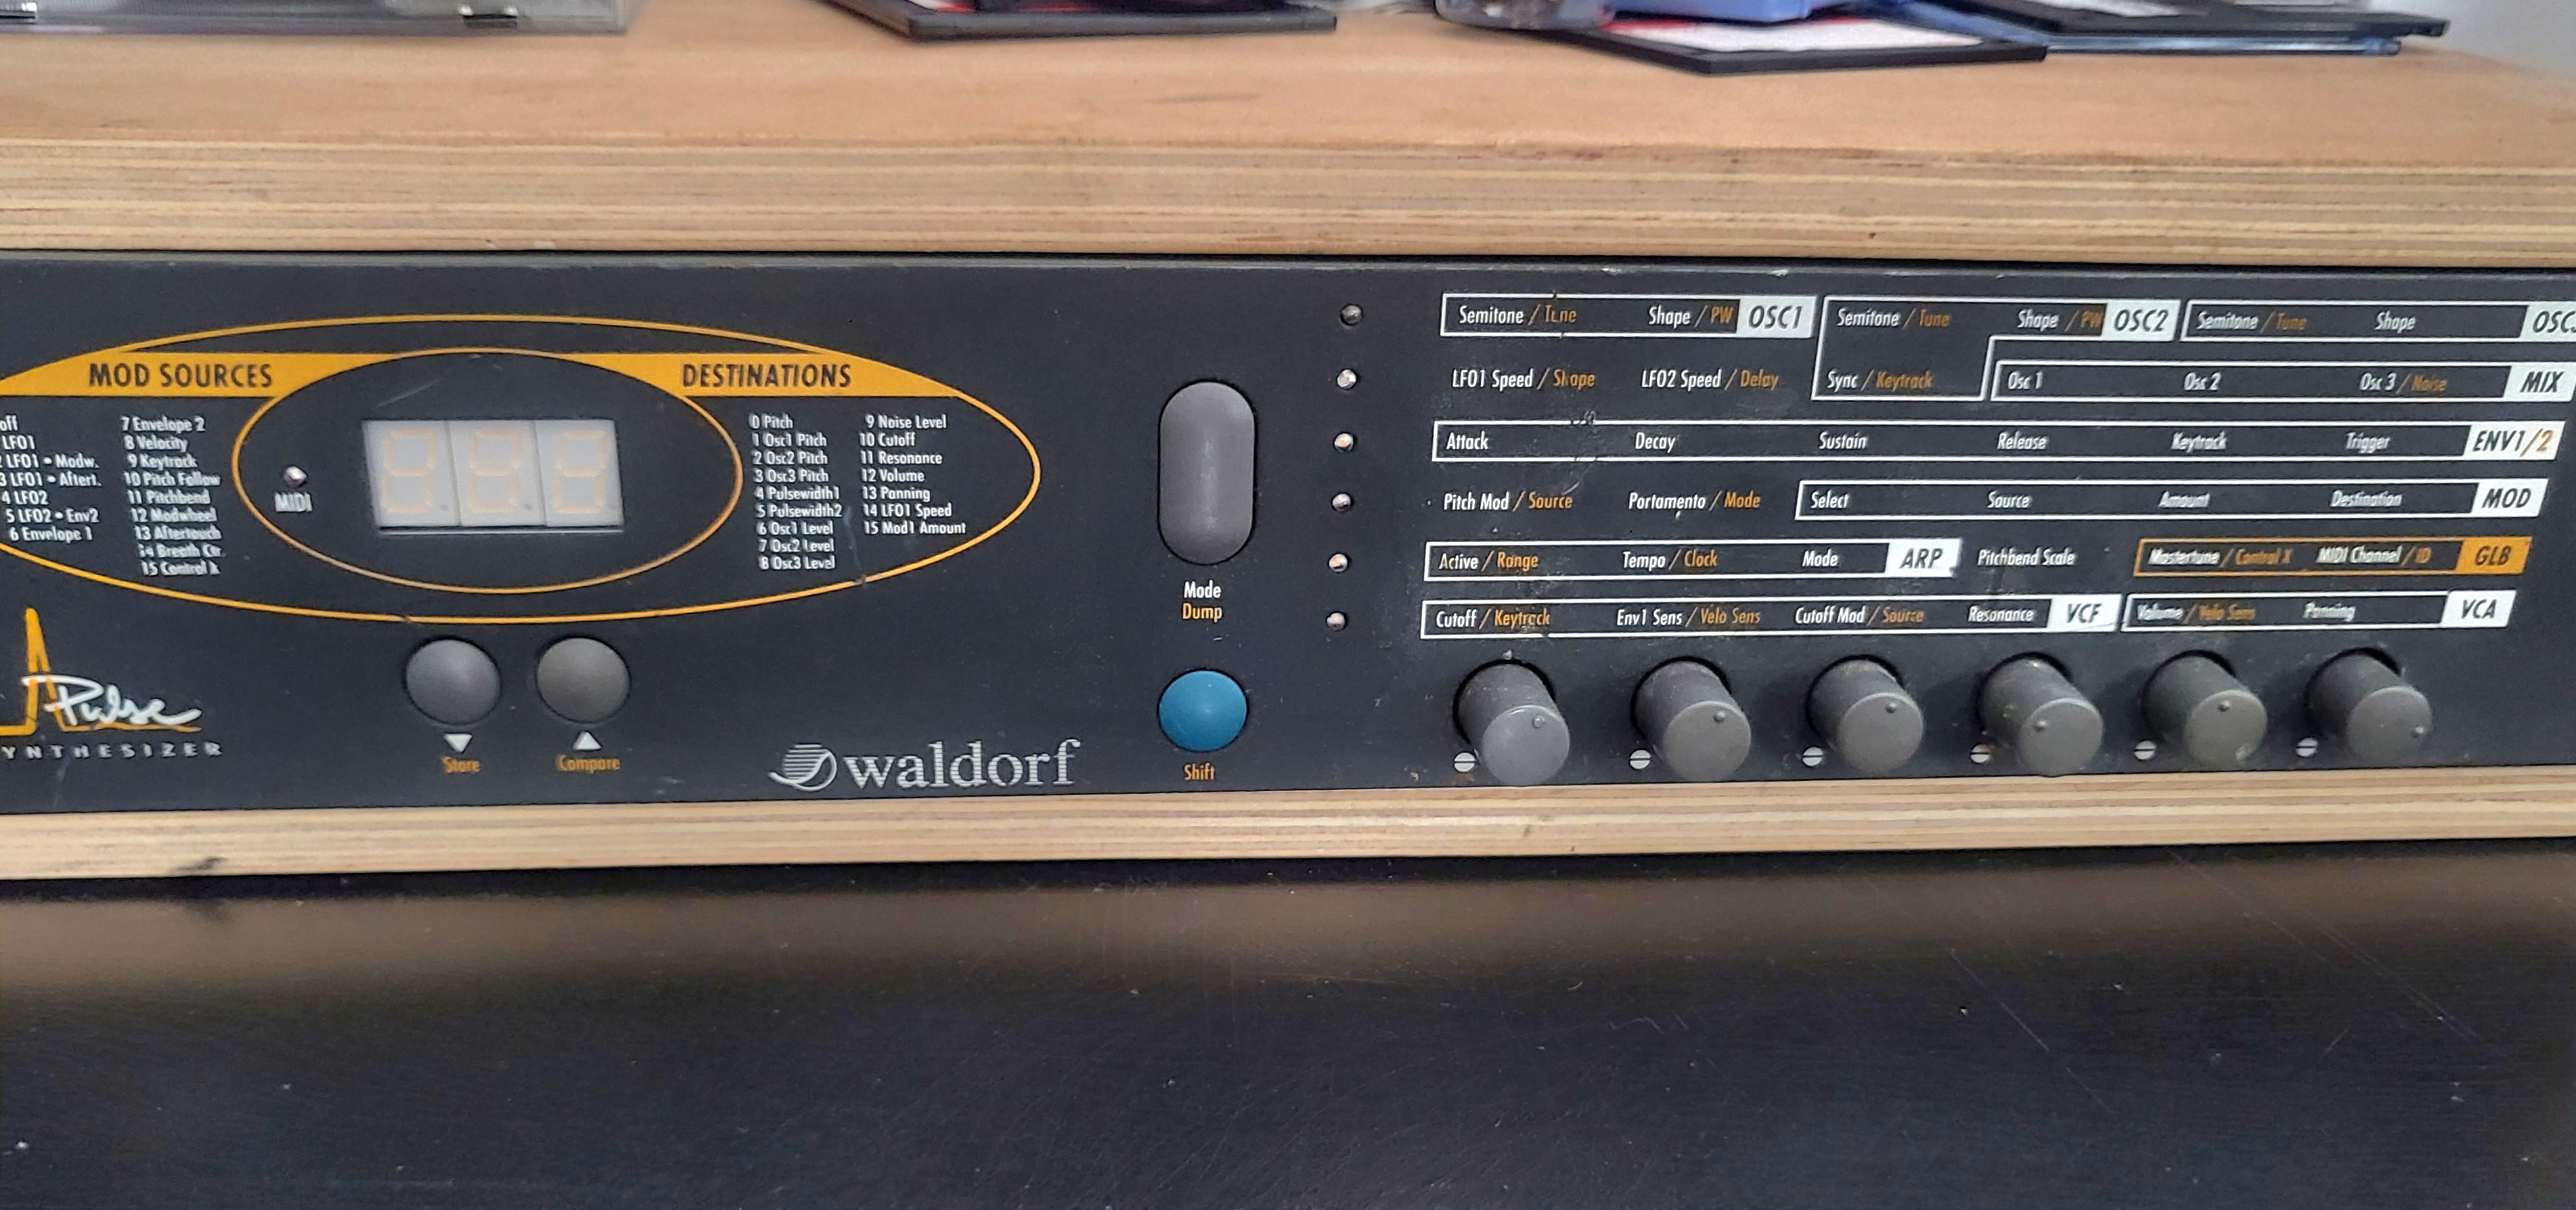 MOD SOURCES
off
LFO1
2 LFO1 • Modw.
3 LFO1 • Aftert.
4 LFO2
5 LFO2 • Env2
6 Envelope 1
7 Envelope 2
8 Velocity
9 Keytrack
10 Pitch Follow
11 Pitchbend
12 Modwheel
13 Aftertouch
14 Breath Ctr.
15 Control X
MIDI
DESTINATIONS
0 Pitch
1 Osc1 Pitch
2 Osc2 Pitch
3 Osc3 Pitch
4 Pulsewidth1
5 Pulsewidth2
6 Osc1 Level
7 Osc2 Level
8 Osc3 Level
9 Noise Level
10 Cutoff
11 Resonance
12 Volume
13 Panning
14 LFO1 Speed
15 Mod1 Amount
Pulse
YNTHESIZER
Store
Compare
waldorf
Mode
Dump
Shift
Semitone / Tune Shape / PW OSC1 Semitone / Tune Shape / PW OSC2 Semitone / Tune Shape OSC
LFO1 Speed / Shape LFO2 Speed / Delay Sync / Keytrack Osc 1 Osc 2 Osc 3 / Noise MIX
Attack Decay Sustain Release Keytrack Trigger ENV1/2
Pitch Mod / Source Portamento / Mode Select Source Amount Destination MOD
Active / Range Tempo / Clock Mode ARP Pitchbend Scale Mastertune / Control X MIDI Channel / ID GLB
Cutoff / Keytrack Env1 Sens / Velo Sens Cutoff Mod / Source Resonance VCF Volume / Velo Sens Panning VCA